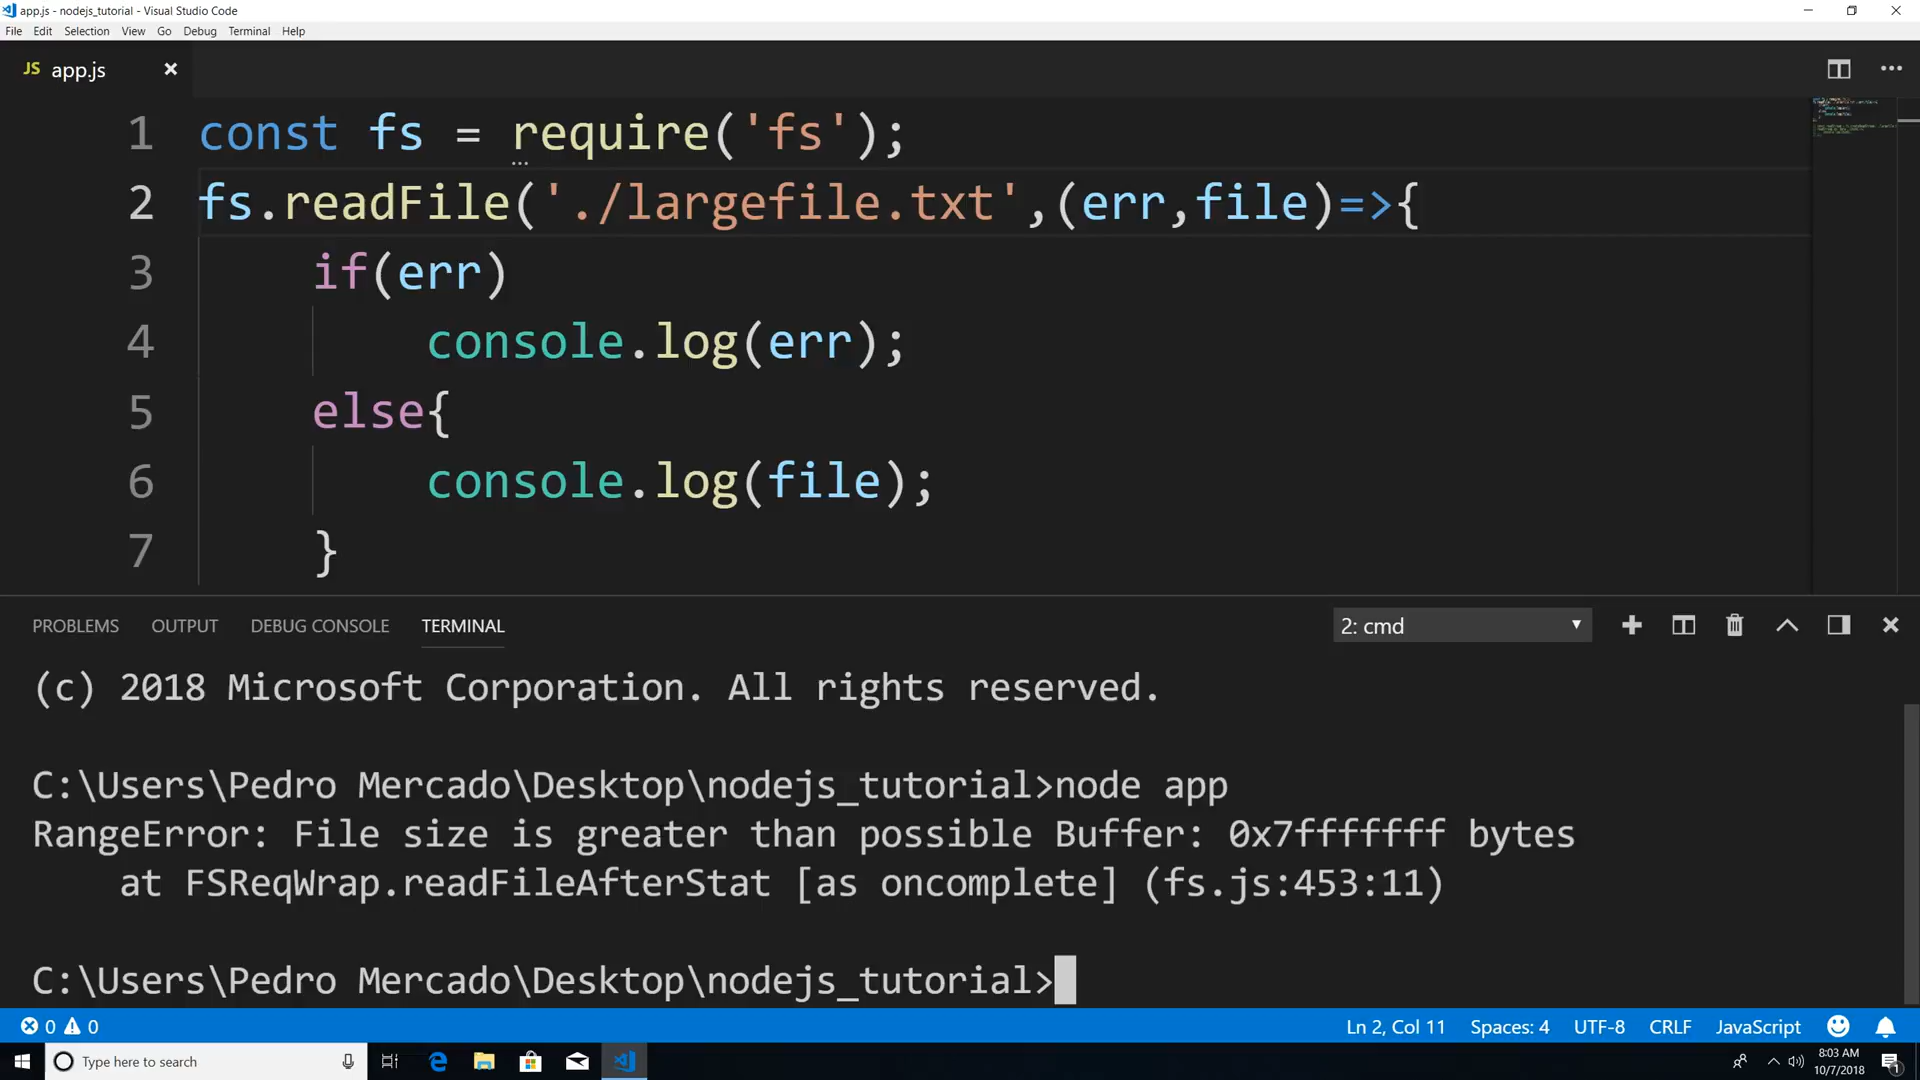 app.js - nodejs_tutorial - Visual Studio Code
File Edit Selection View Go Debug Terminal Help
JS app.js
1 const fs = require('fs');
2 fs.readFile('./largefile.txt',(err,file)=>{
3 if(err)
4 console.log(err);
5 else{
6 console.log(file);
7 }
PROBLEMS OUTPUT DEBUG CONSOLE TERMINAL 2: cmd
(c) 2018 Microsoft Corporation. All rights reserved.
C:\Users\Pedro Mercado\Desktop\nodejs_tutorial>node app
RangeError: File size is greater than possible Buffer: 0x7fffffff bytes
at FSReqWrap.readFileAfterStat [as oncomplete] (fs.js:453:11)
C:\Users\Pedro Mercado\Desktop\nodejs_tutorial>
0 0 Ln 2, Col 11 Spaces: 4 UTF-8 CRLF JavaScript
Type here to search
8:03 AM
10/7/2018
1